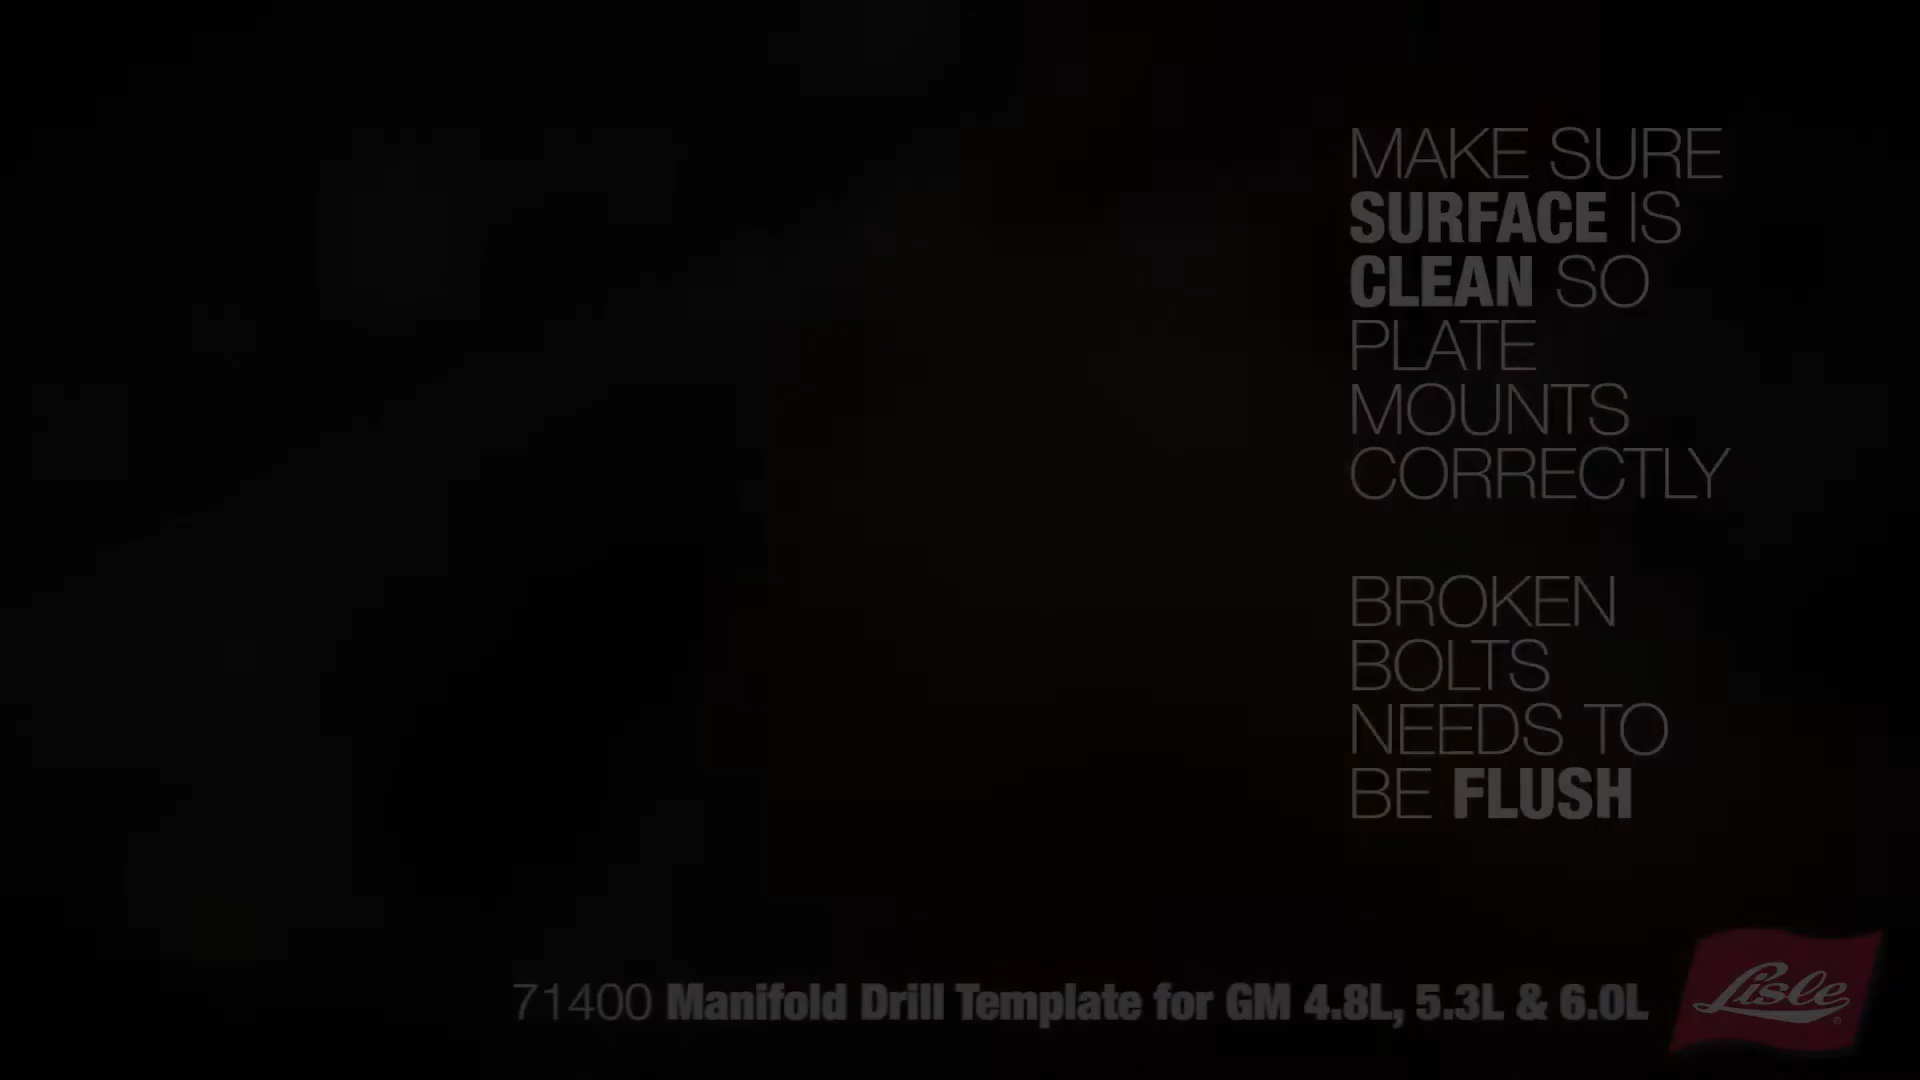 MAKE SURE
SURFACE IS
CLEAN SO
PLATE
MOUNTS
CORRECTLY
BROKEN
BOLTS
NEEDS TO
BE FLUSH
71400 Manifold Drill Template for GM 4.8L, 5.3L & 6.0L
Lisle®